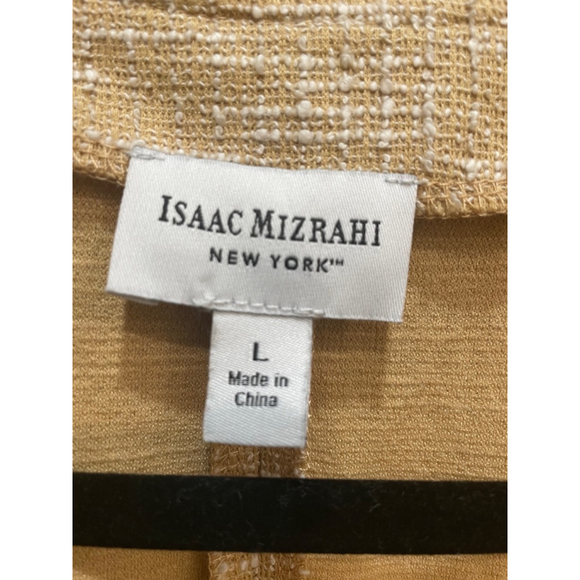 ISAAC MIZRAHI
NEW YORK™
L
Made in
China